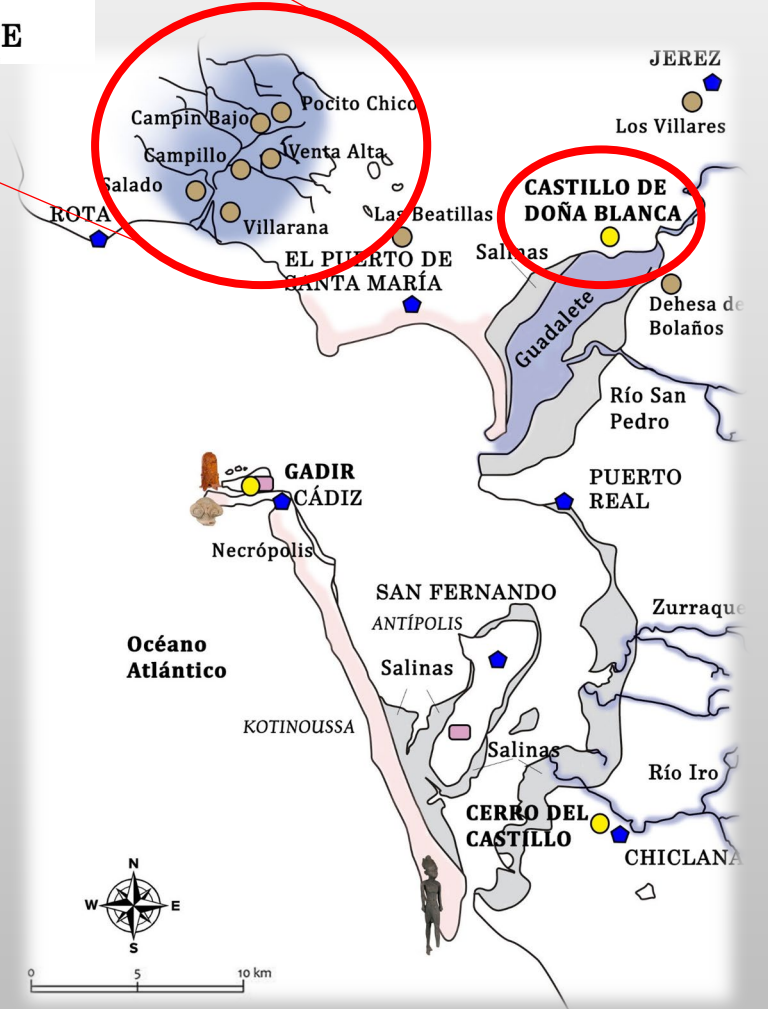 E
JEREZ
Pocito Chico
Campin Bajo
Los Villares
Campillo
Venta Alta
Salado
CASTILLO DE
DOÑA BLANCA
ROTA
Las Beatillas
Villarana
Salinas
EL PUERTO DE
SANTA MARÍA
Guadalete
Dehesa de
Bolaños
Río San
Pedro
GADIR
CÁDIZ
PUERTO
REAL
Necrópolis
SAN FERNANDO
Zurraque
ANTÍPOLIS
Océano
Atlántico
Salinas
KOTINOUSSA
Salinas
Río Iro
CERRO DEL
CASTILLO
CHICLANA
N
W E
S
0 5 10 km